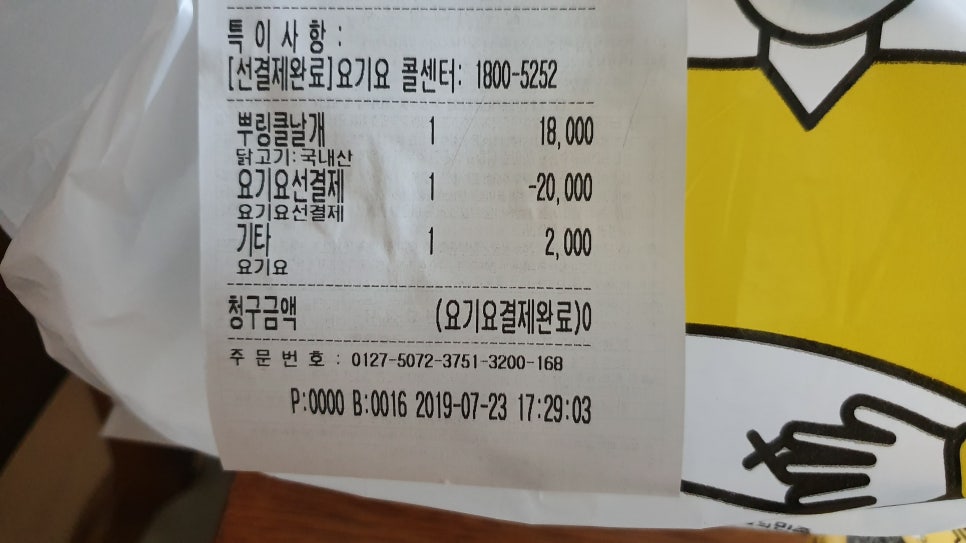 특이사항 :
[선결제완료]요기요 콜센터: 1800-5252
뿌링클날개 1 18,000
닭고기:국내산
요기요선결제 1 -20,000
요기요선결제
기타 1 2,000
요기요
청구금액 (요기요결제완료)0
주문번호 : 0127-5072-3751-3200-168
P:0000 B:0016 2019-07-23 17:29:03